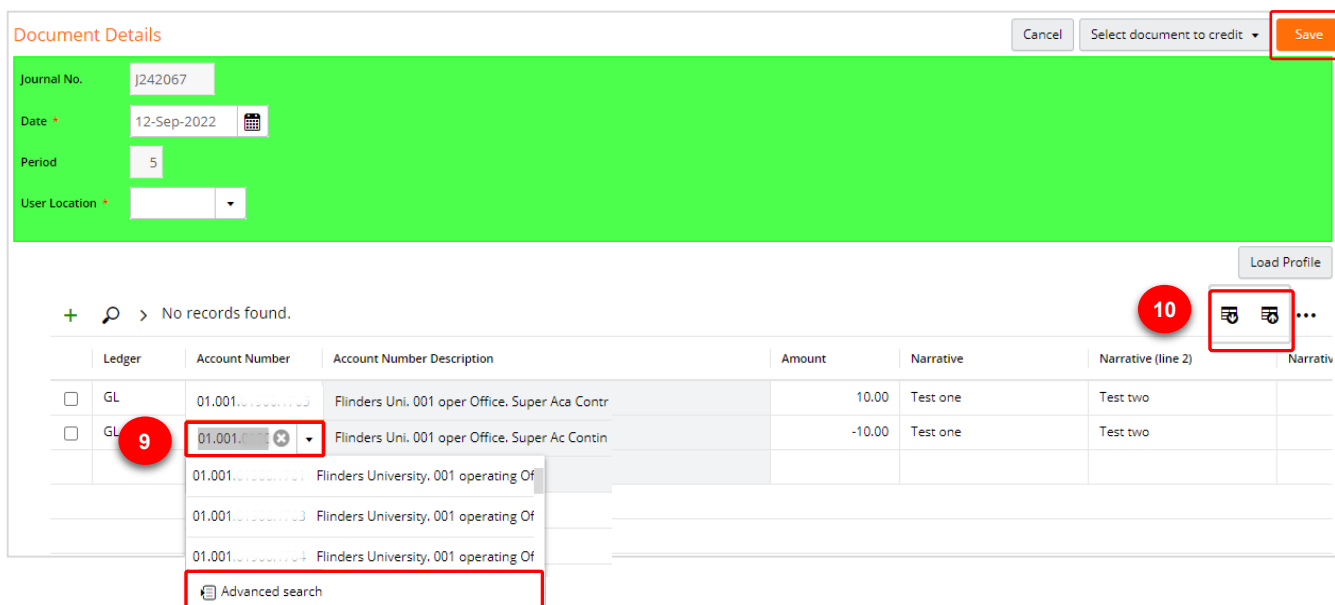 Document Details
Cancel
Select document to credit
Save
Journal No.
J242067
Date *
12-Sep-2022
Period
5
User Location *
Load Profile
No records found.
10
Ledger
Account Number
Account Number Description
Amount
Narrative
Narrative (line 2)
Narrativ
GL
01.001.
Flinders Uni. 001 oper Office. Super Aca Contr
10.00
Test one
Test two
GL
9
01.001.
Flinders Uni. 001 oper Office. Super Ac Contin
-10.00
Test one
Test two
01.001.
Flinders University. 001 operating Of
01.001.
Flinders University. 001 operating Of
01.001.
Flinders University. 001 operating Of
Advanced search